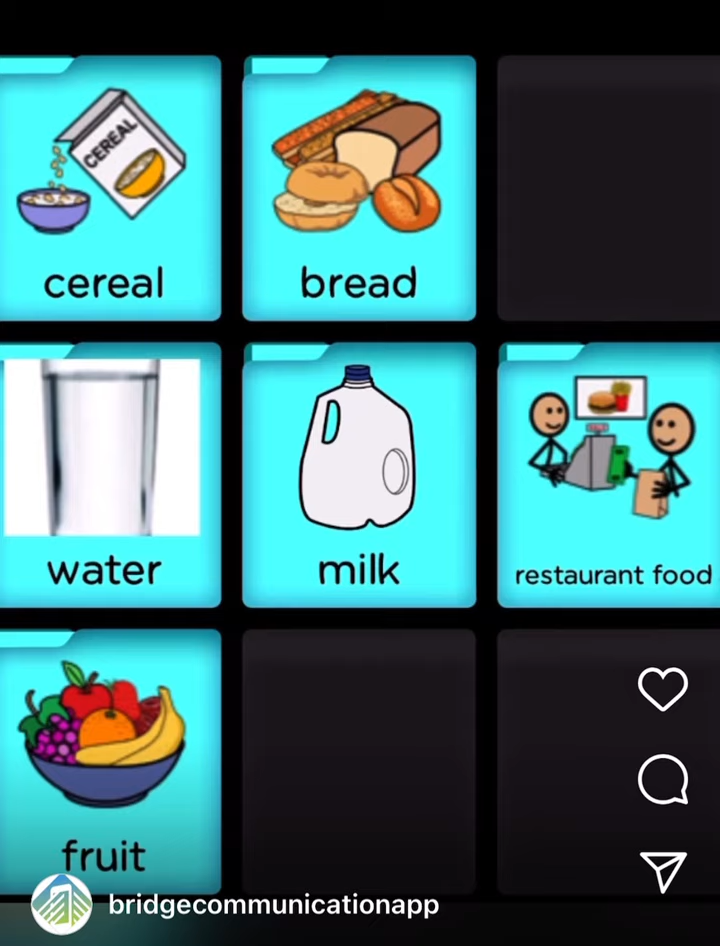 CEREAL
cereal
bread
water
milk
restaurant food
fruit
bridgecommunicationapp